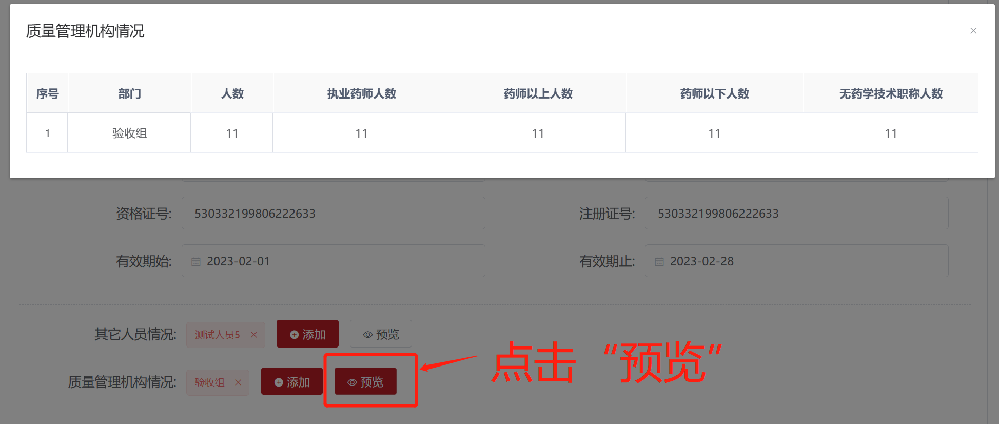 质量管理机构情况
序号 部门 人数 执业药师人数 药师以上人数 药师以下人数 无药学技术职称人数
1 验收组 11 11 11 11 11
资格证号: 530332199806222633 注册证号: 530332199806222633
有效期始: 2023-02-01 有效期止: 2023-02-28
其它人员情况: 测试人员5 添加 预览
质量管理机构情况: 验收组 添加 预览
点击“预览”